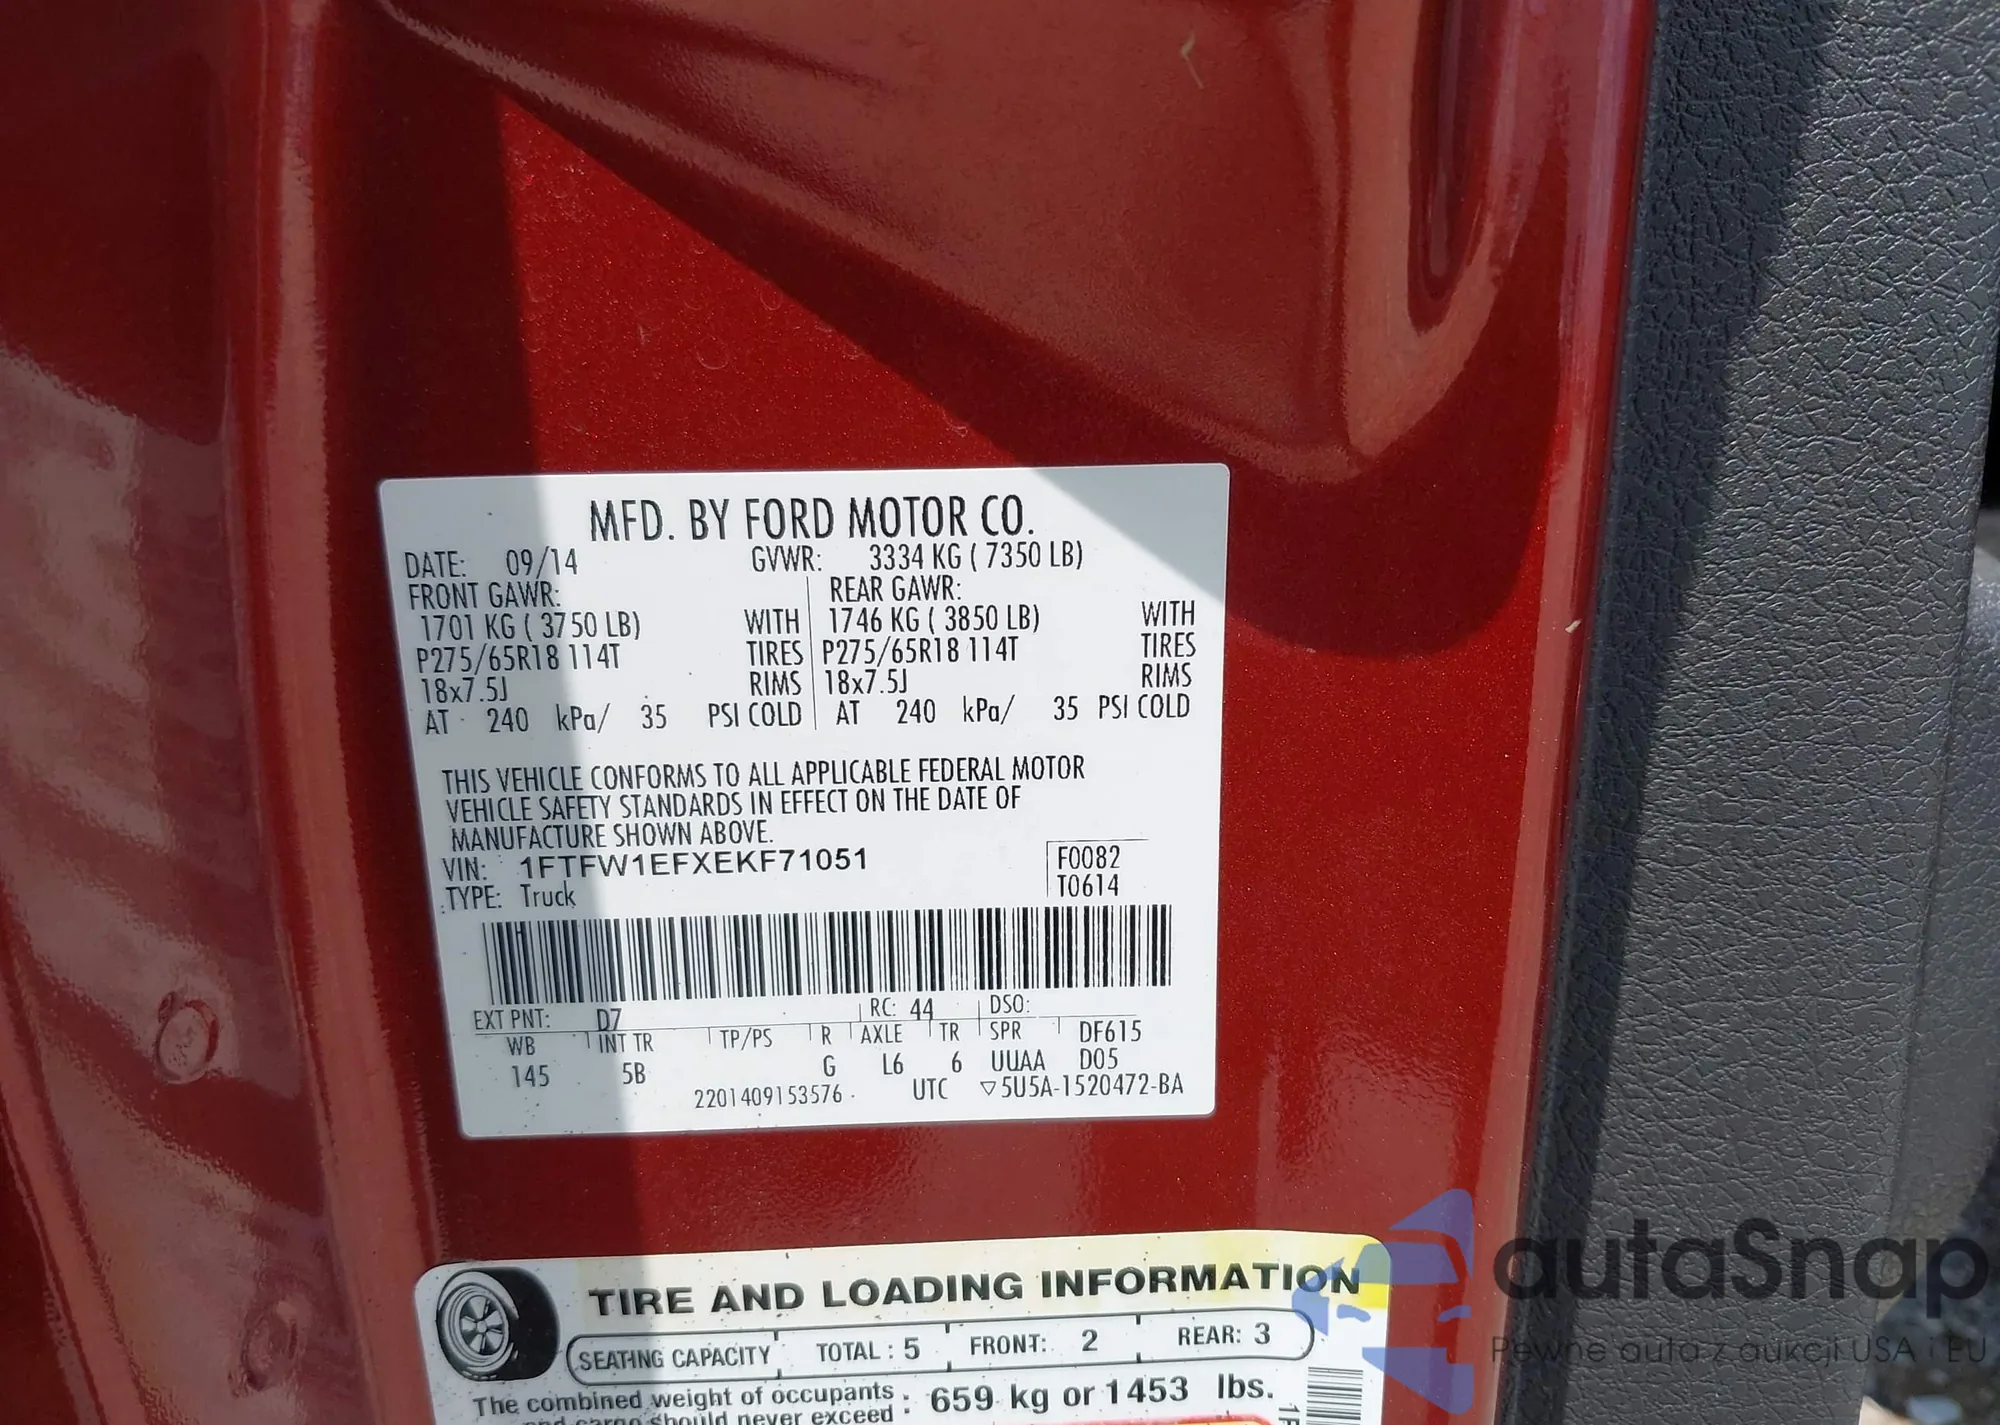 MFD. BY FORD MOTOR CO.
DATE: 09/14 GVWR: 3334 KG ( 7350 LB)
FRONT GAWR: REAR GAWR:
1701 KG ( 3750 LB) WITH 1746 KG ( 3850 LB) WITH
P275/65R18 114T TIRES P275/65R18 114T TIRES
18x7.5J RIMS 18x7.5J RIMS
AT 240 kPa/ 35 PSI COLD AT 240 kPa/ 35 PSI COLD
THIS VEHICLE CONFORMS TO ALL APPLICABLE FEDERAL MOTOR
VEHICLE SAFETY STANDARDS IN EFFECT ON THE DATE OF
MANUFACTURE SHOWN ABOVE.
VIN: 1FTFW1EFXEKF71051 F0082
TYPE: Truck T0614
EXT PNT: D7 RC: 44 DSO:
WB INT TR TP/PS R AXLE TR SPR DF615
145 5B G L6 6 UUAA D05
2201409153576 UTC ▽5U5A-1520472-BA
TIRE AND LOADING INFORMATION
SEATING CAPACITY TOTAL : 5 FRONT: 2 REAR: 3
The combined weight of occupants : 659 kg or 1453 lbs.
and cargo should never exceed
autaSnap
Pewne auta z aukcji USA i EU